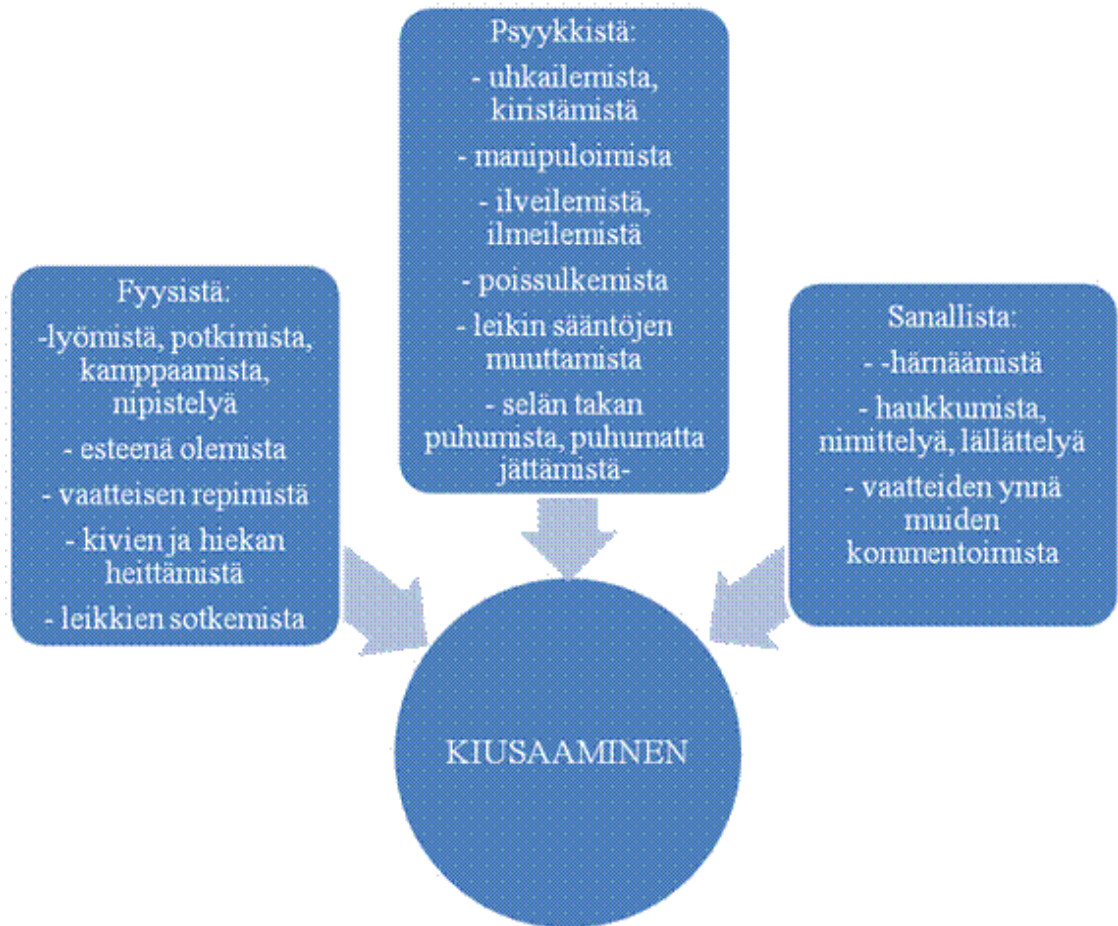 Psyykkistä:
- uhkailemista,
kiristämistä
- manipuloimista
- ilveilemistä,
ilmeilemistä
- poissulkemista
- leikin sääntöjen
muuttamista
- selän takan
puhumista, puhumatta
jättämistä-
Fyysistä:
-lyömistä, potkimista,
kamppaamista,
nipistelyä
- esteenä olemista
- vaatteisen repimistä
- kivien ja hiekan
heittämistä
- leikkien sotkemista
Sanallista:
- -härnäämistä
- haukkumista,
nimittelyä, lällättelyä
- vaatteiden ynnä
muiden
kommentoimista
KIUSAAMINEN